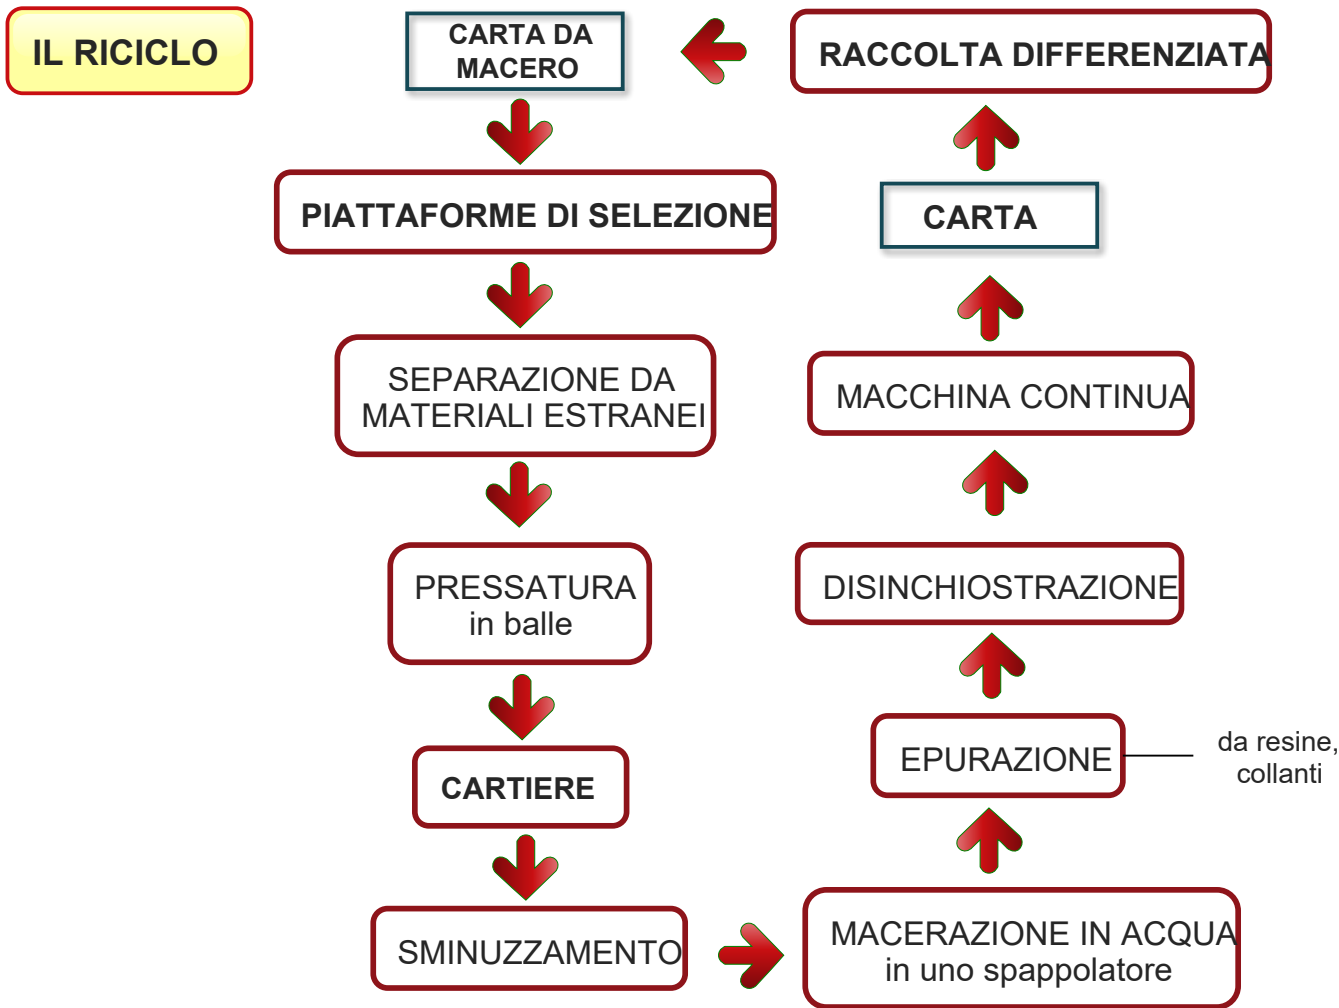 IL RICICLO
CARTA DA
MACERO
RACCOLTA DIFFERENZIATA
PIATTAFORME DI SELEZIONE
CARTA
SEPARAZIONE DA
MATERIALI ESTRANEI
MACCHINA CONTINUA
PRESSATURA
in balle
DISINCHIOSTRAZIONE
CARTIERE
EPURAZIONE
da resine,
collanti
SMINUZZAMENTO
MACERAZIONE IN ACQUA
in uno spappolatore